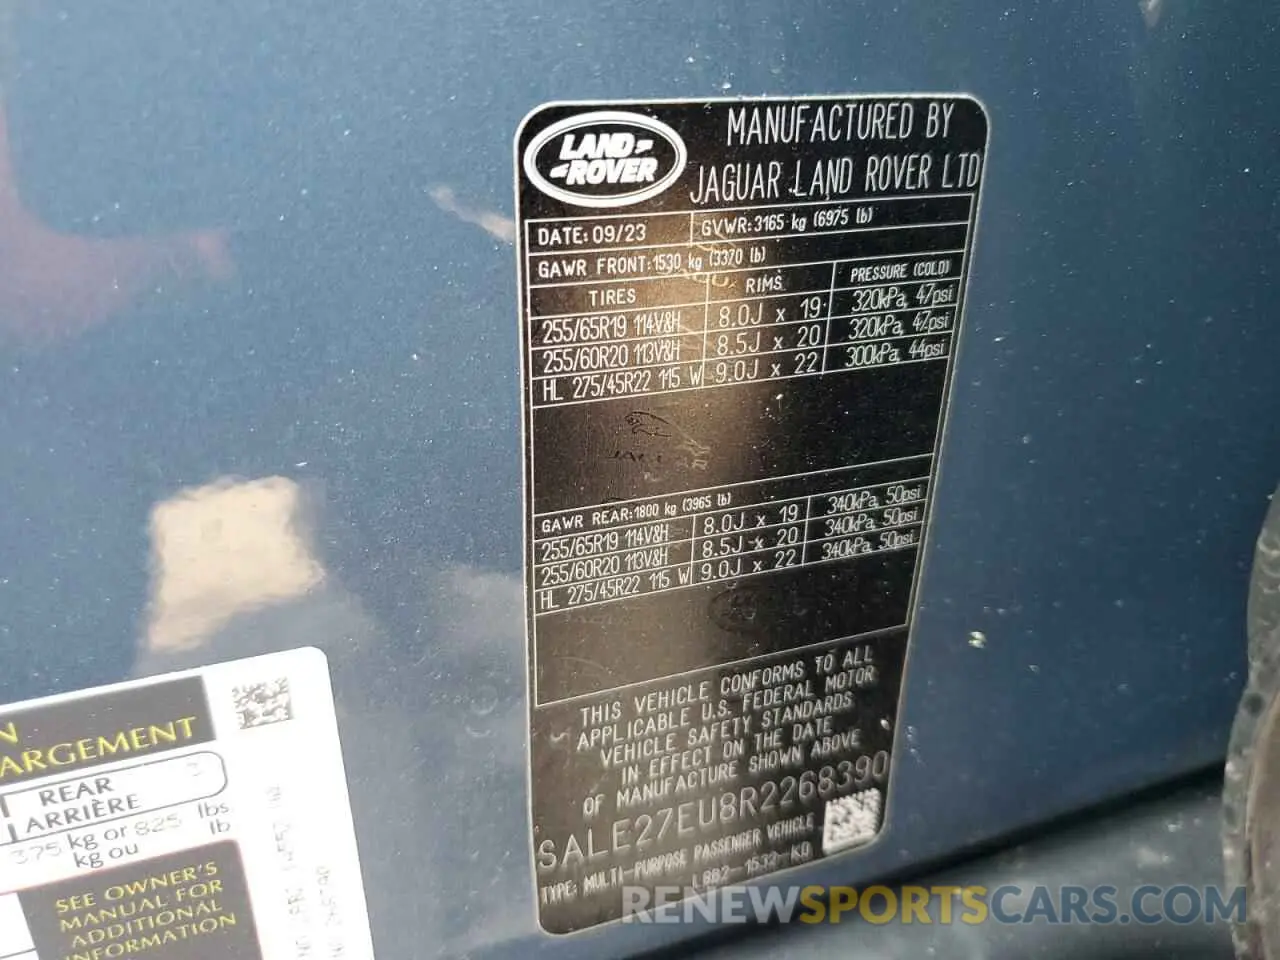 LAND ROVER
MANUFACTURED BY
JAGUAR LAND ROVER LTD
DATE: 09/23 GVWR: 3165 kg (6975 lb)
GAWR FRONT: 1530 kg (3370 lb)
TIRES RIMS PRESSURE (COLD)
255/65R19 114V&H 8.0J x 19 320kPa, 47psi
255/60R20 113V&H 8.5J x 20 320kPa, 47psi
HL 275/45R22 115 W 9.0J x 22 300kPa, 44psi
GAWR REAR: 1800 kg (3965 lb)
255/65R19 114V&H 8.0J x 19 340kPa, 50psi
255/60R20 113V&H 8.5J x 20 340kPa, 50psi
HL 275/45R22 115 W 9.0J x 22 340kPa, 50psi
THIS VEHICLE CONFORMS TO ALL
APPLICABLE U.S. FEDERAL MOTOR
VEHICLE SAFETY STANDARDS
IN EFFECT ON THE DATE
OF MANUFACTURE SHOWN ABOVE
SALE27EU8R2268390
TYPE: MULTI-PURPOSE PASSENGER VEHICLE
ARGEMENT
REAR 3
ARRIÈRE
375 kg or 825 lbs
kg ou lb
SEE OWNER'S
MANUAL FOR
ADDITIONAL
INFORMATION
RENEWSPORTSCARS.COM